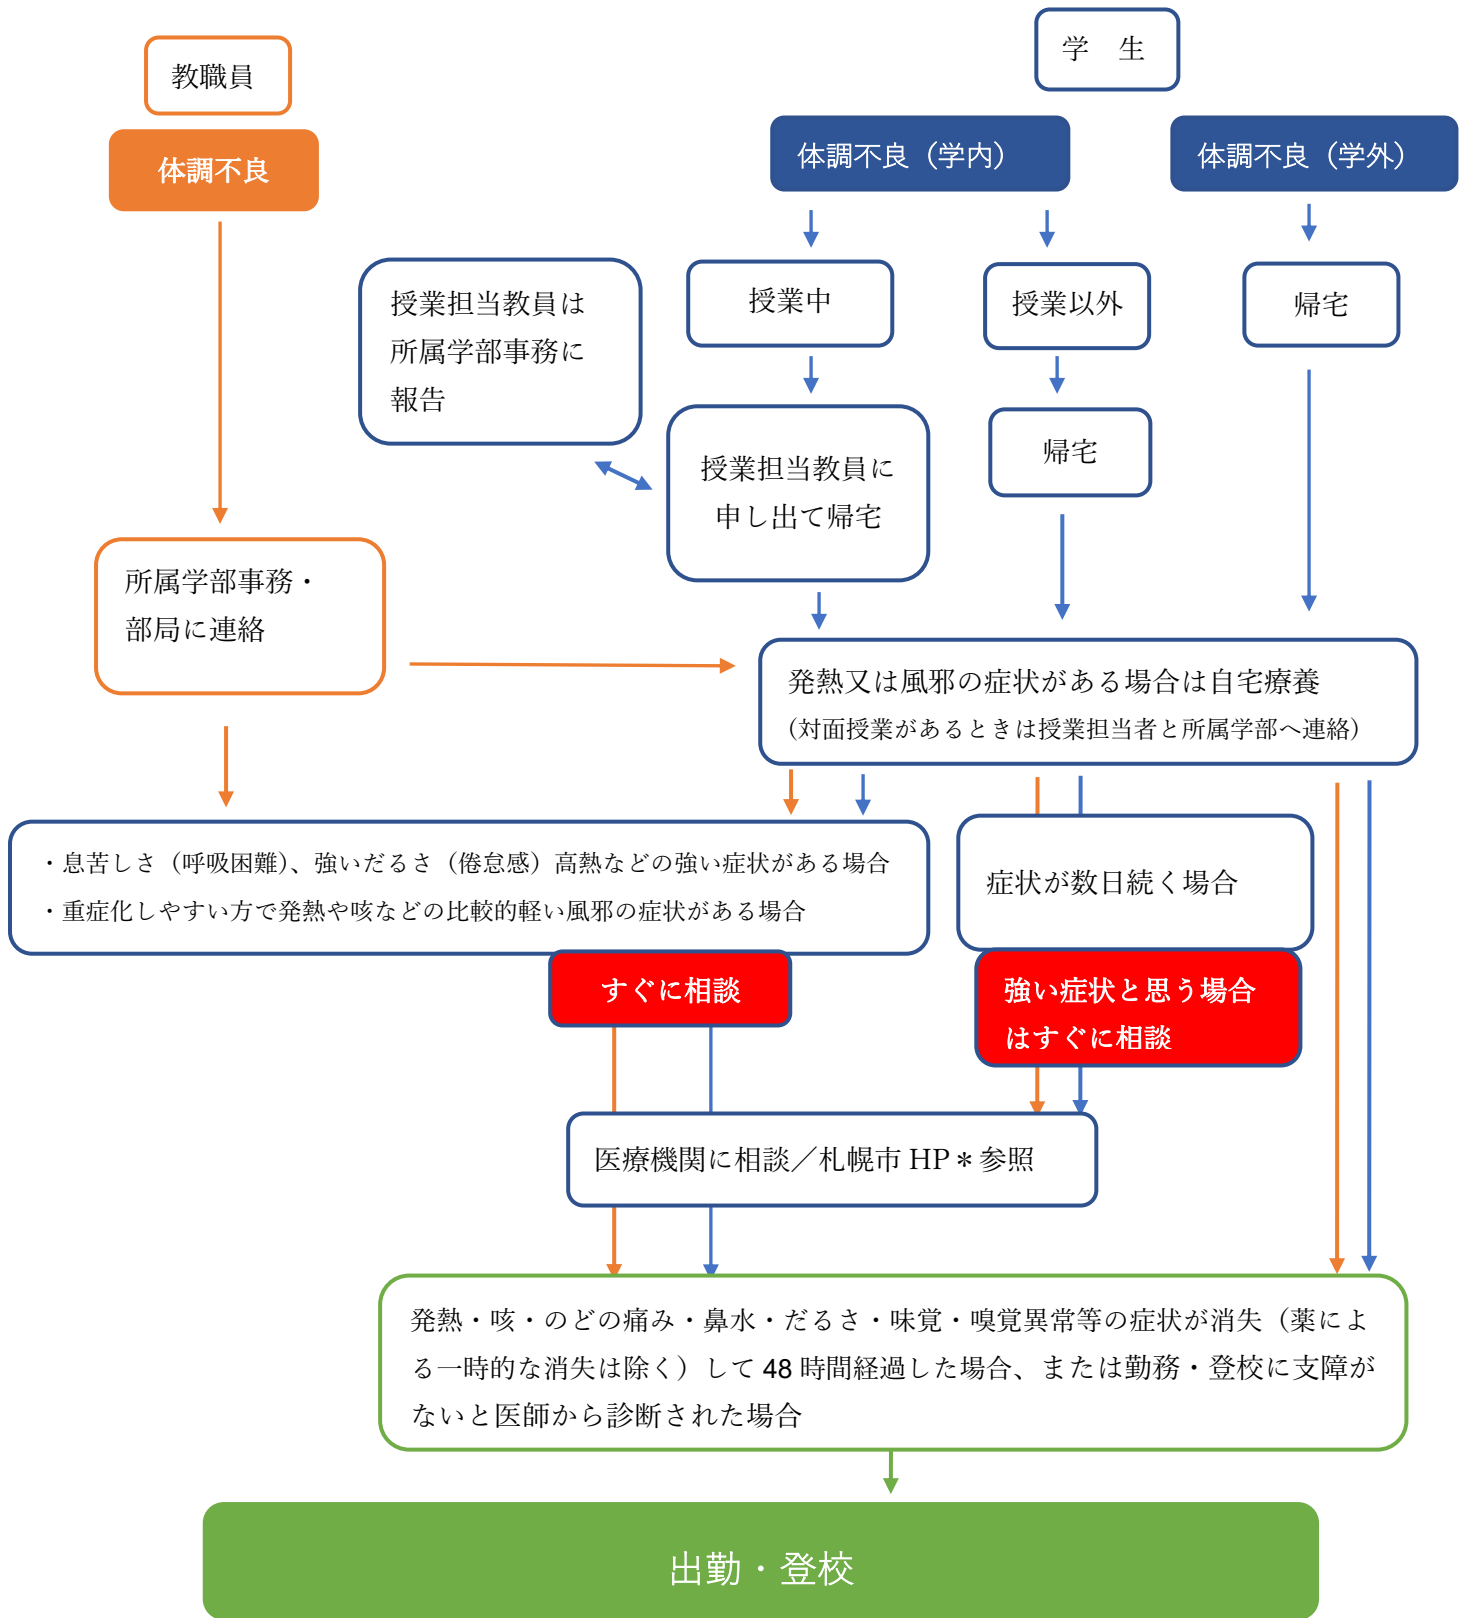 学　生
教職員
体調不良
体調不良（学内）
体調不良（学外）
授業担当教員は
所属学部事務に
報告
授業中
授業以外
帰宅
授業担当教員に
申し出て帰宅
帰宅
所属学部事務・
部局に連絡
発熱又は風邪の症状がある場合は自宅療養
（対面授業があるときは授業担当者と所属学部へ連絡）
・息苦しさ（呼吸困難）、強いだるさ（倦怠感）高熱などの強い症状がある場合
・重症化しやすい方で発熱や咳などの比較的軽い風邪の症状がある場合
症状が数日続く場合
すぐに相談
強い症状と思う場合
はすぐに相談
医療機関に相談／札幌市 HP＊参照
発熱・咳・のどの痛み・鼻水・だるさ・味覚・嗅覚異常等の症状が消失（薬によ
る一時的な消失は除く）して 48 時間経過した場合、または勤務・登校に支障が
ないと医師から診断された場合
出勤・登校